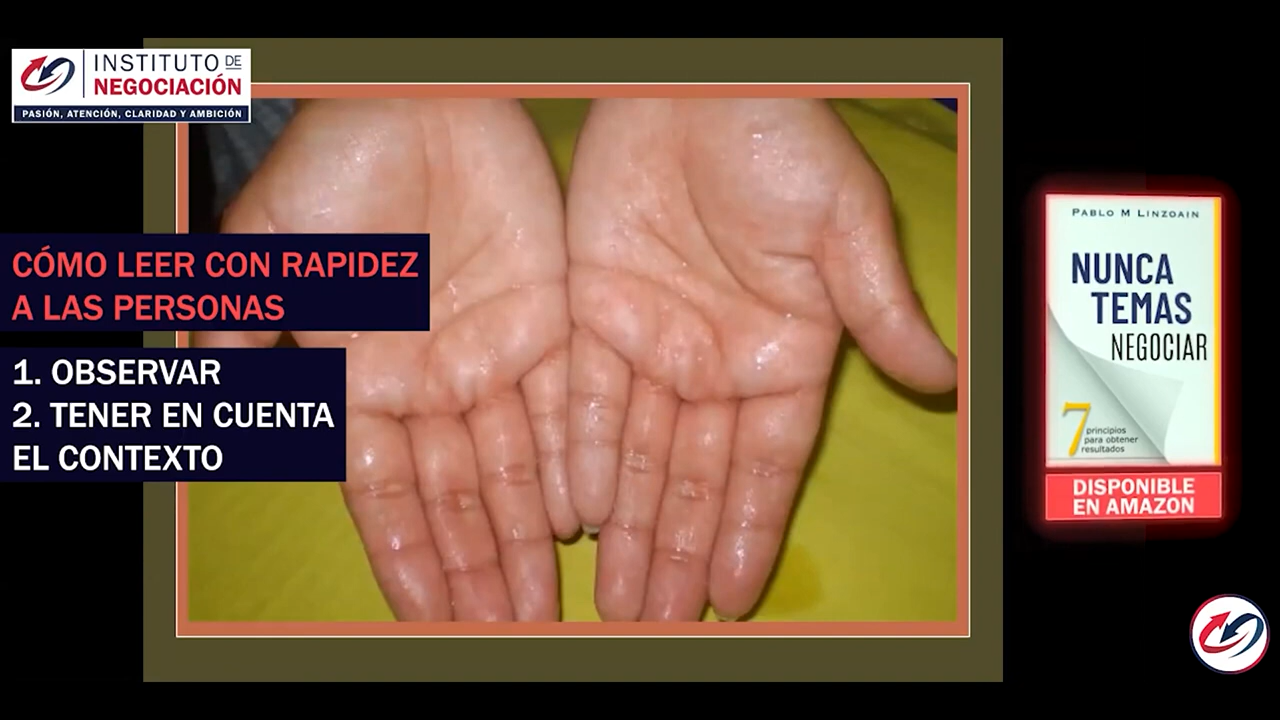 INSTITUTO DE
NEGOCIACIÓN
PASIÓN, ATENCIÓN, CLARIDAD Y AMBICIÓN
CÓMO LEER CON RAPIDEZ
A LAS PERSONAS
1. OBSERVAR
2. TENER EN CUENTA
EL CONTEXTO
PABLO M LINZOAIN
NUNCA
TEMAS
NEGOCIAR
7 principios
para obtener
resultados
DISPONIBLE
EN AMAZON